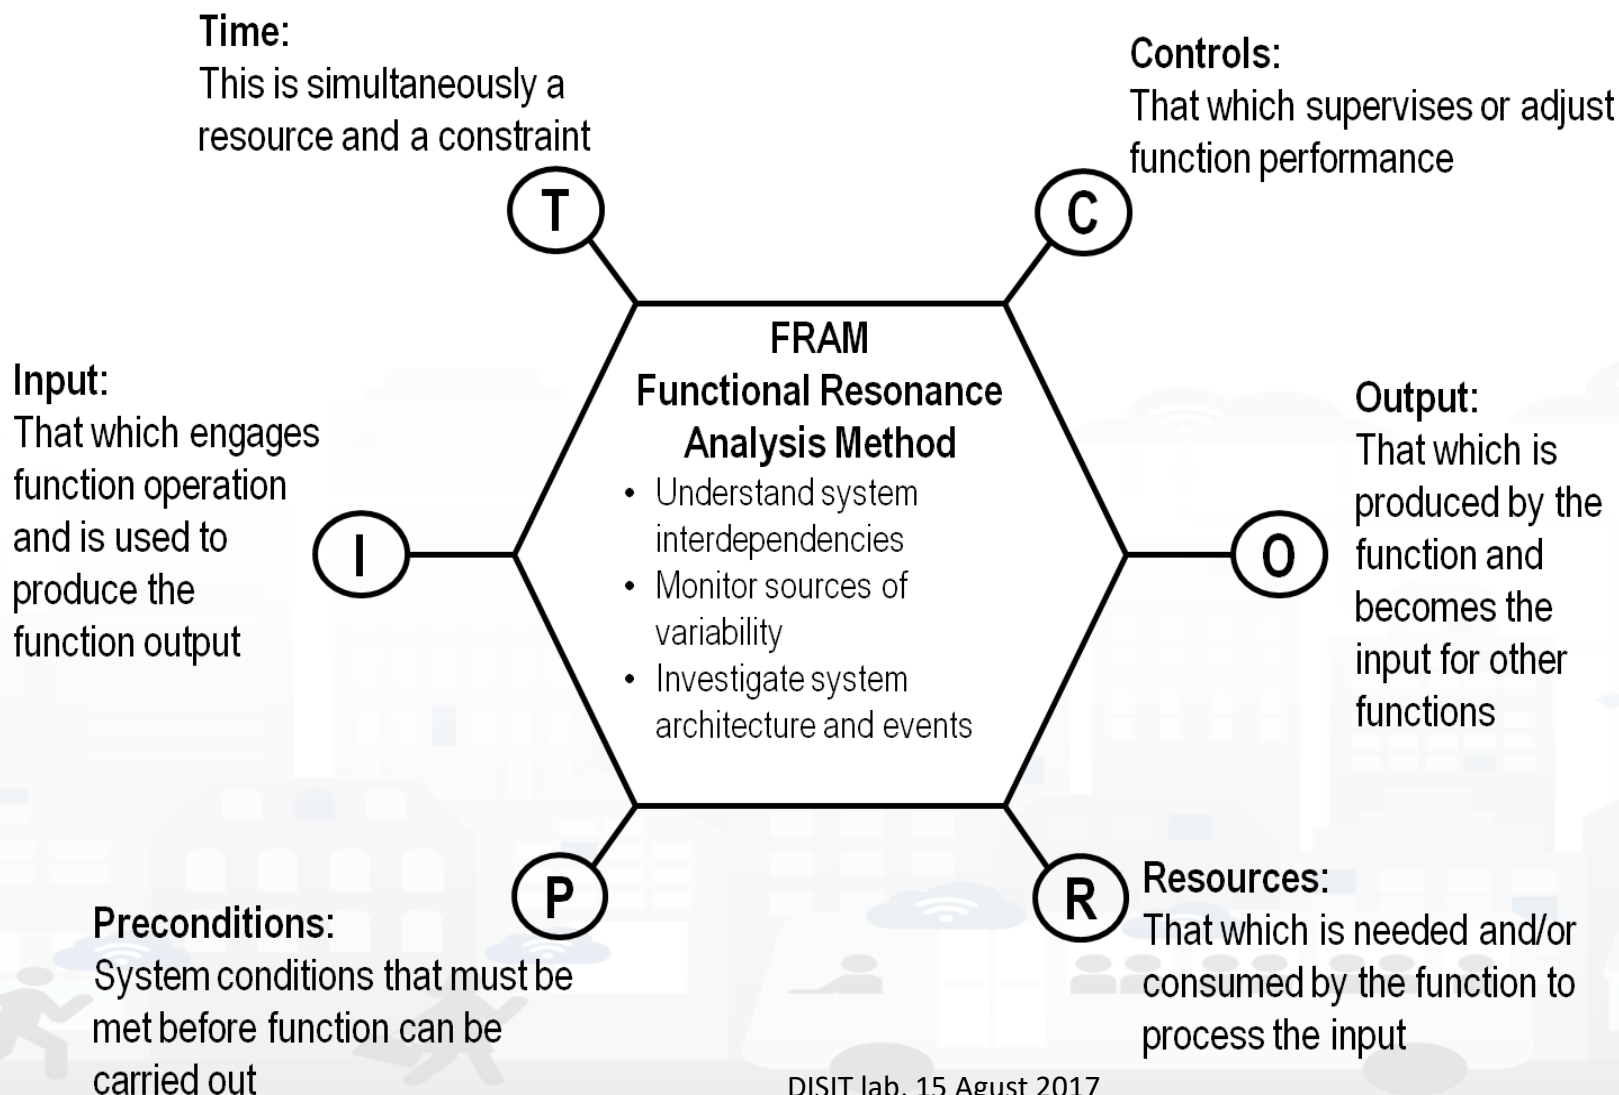 Time:
This is simultaneously a
resource and a constraint
Controls:
That which supervises or adjust
function performance
T
C
FRAM
Functional Resonance
Analysis Method
• Understand system
interdependencies
• Monitor sources of
variability
• Investigate system
architecture and events
Input:
That which engages
function operation
and is used to
produce the
function output
I
Output:
That which is
produced by the
function and
becomes the
input for other
functions
O
P
Preconditions:
System conditions that must be
met before function can be
carried out
R
Resources:
That which is needed and/or
consumed by the function to
process the input
DISIT lab, 15 Agust 2017